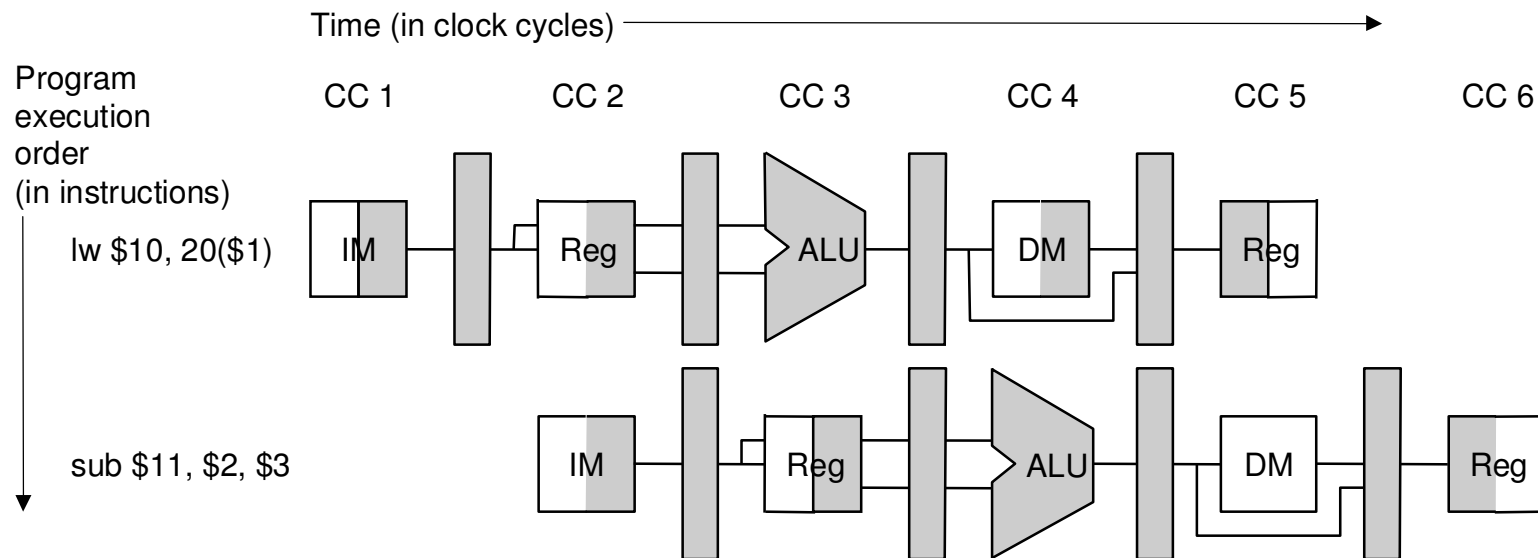 Time (in clock cycles)
Program
execution
order
(in instructions)
CC 1 CC 2 CC 3 CC 4 CC 5 CC 6
lw $10, 20($1) IM Reg ALU DM Reg
sub $11, $2, $3 IM Reg ALU DM Reg